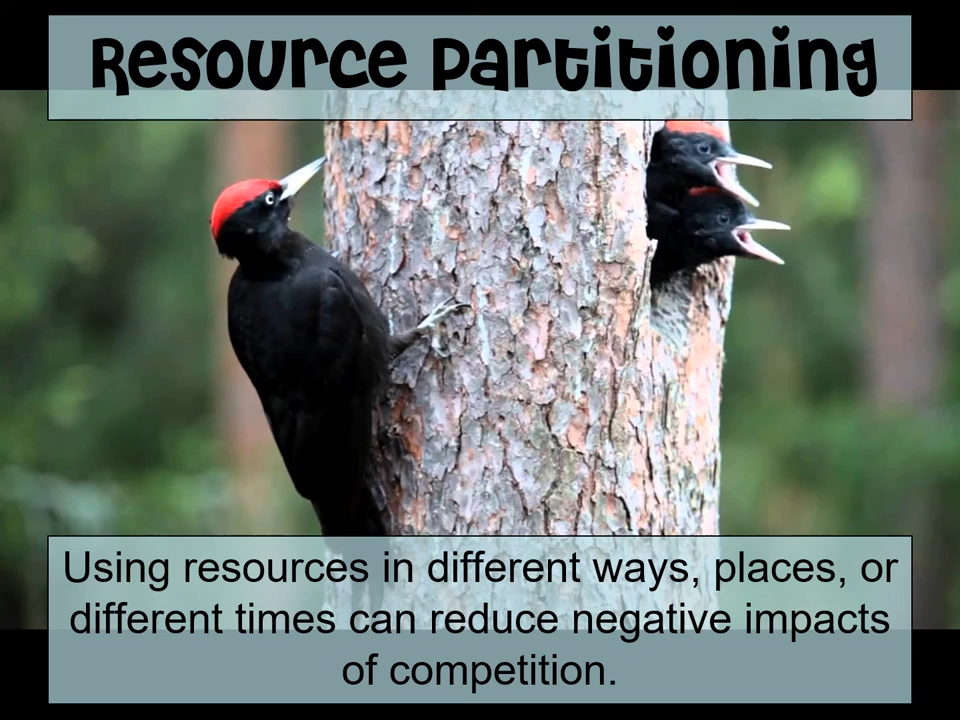 Resource Partitioning
Using resources in different ways, places, or
different times can reduce negative impacts
of competition.